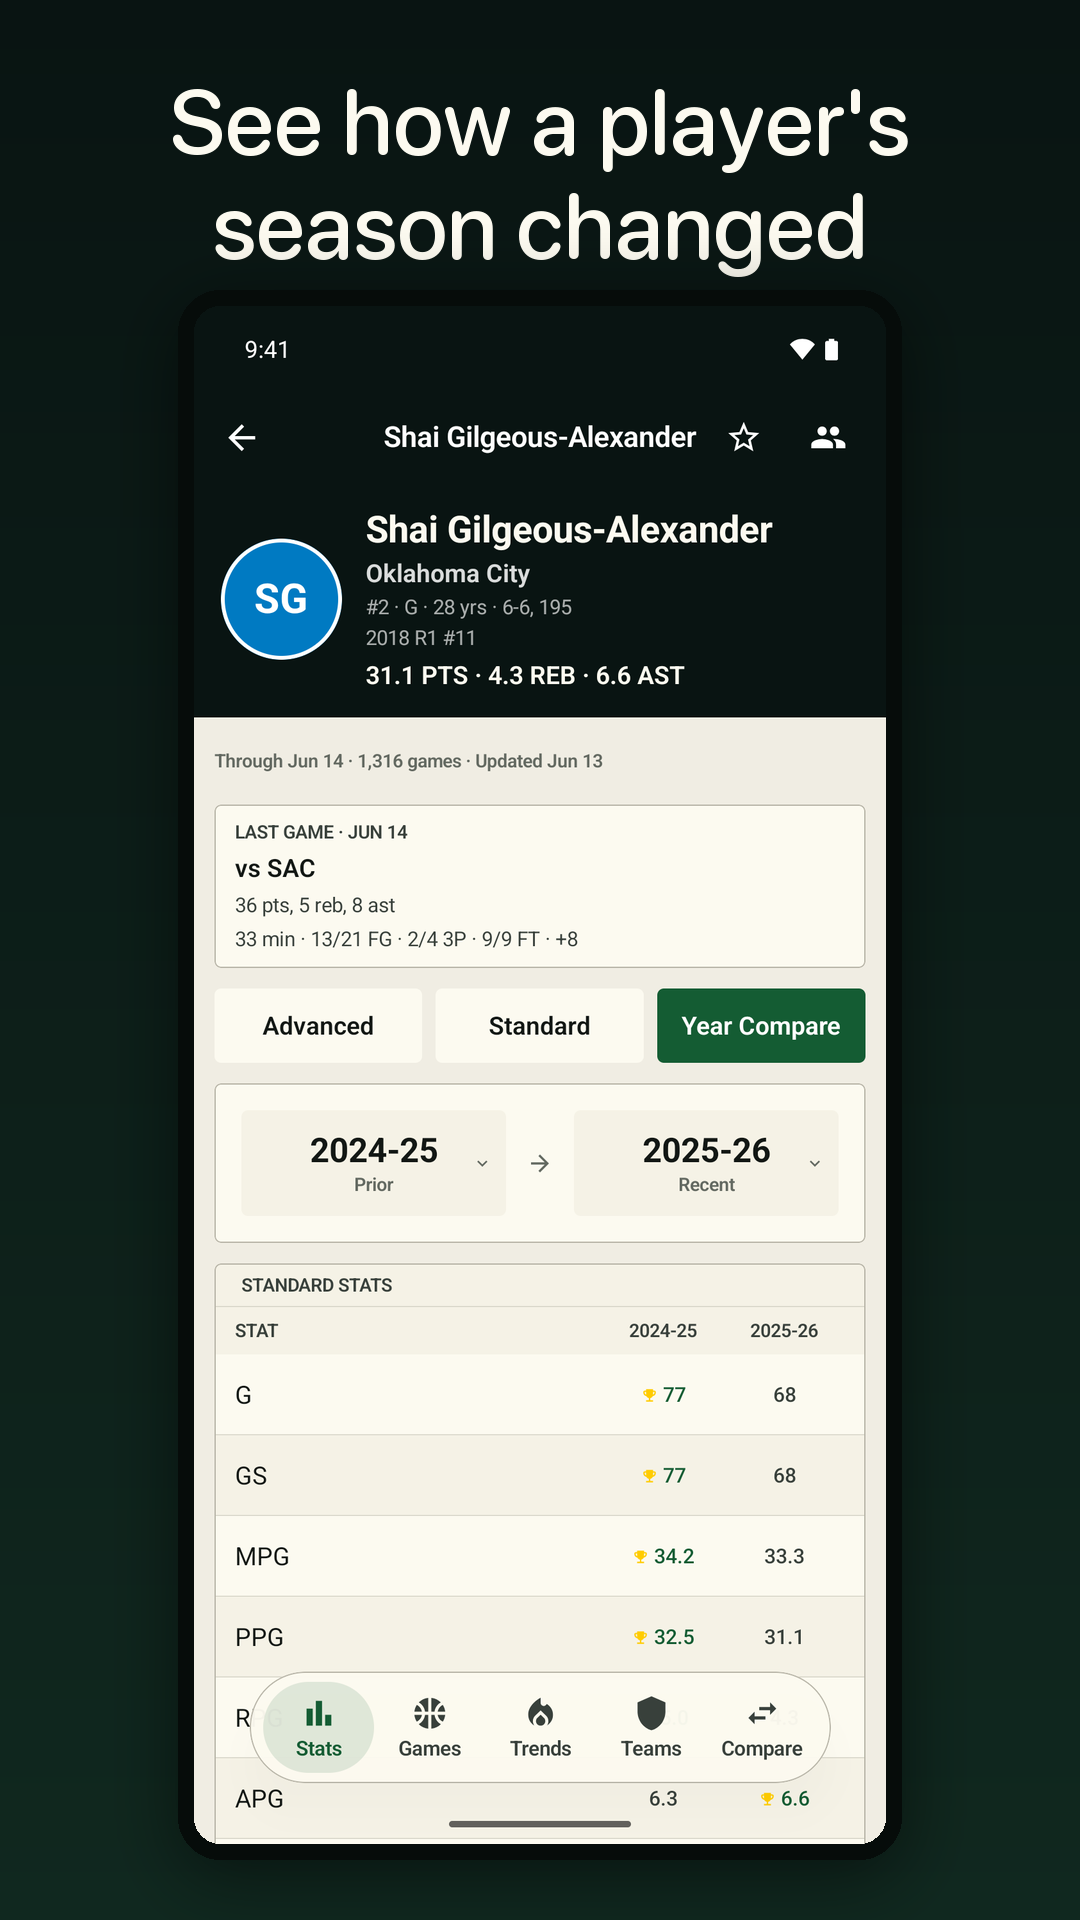 See how a player's
season changed
9:41
Shai Gilgeous-Alexander
SG
Shai Gilgeous-Alexander
Oklahoma City
#2 · G · 28 yrs · 6-6, 195
2018 R1 #11
31.1 PTS · 4.3 REB · 6.6 AST
Through Jun 14 · 1,316 games · Updated Jun 13
LAST GAME · JUN 14
vs SAC
36 pts, 5 reb, 8 ast
33 min · 13/21 FG · 2/4 3P · 9/9 FT · +8
Advanced Standard Year Compare
2024-25 2025-26
Prior Recent
STANDARD STATS
STAT 2024-25 2025-26
G 77 68
GS 77 68
MPG 34.2 33.3
PPG 32.5 31.1
RPG
Stats Games Trends Teams Compare
APG 6.3 6.6